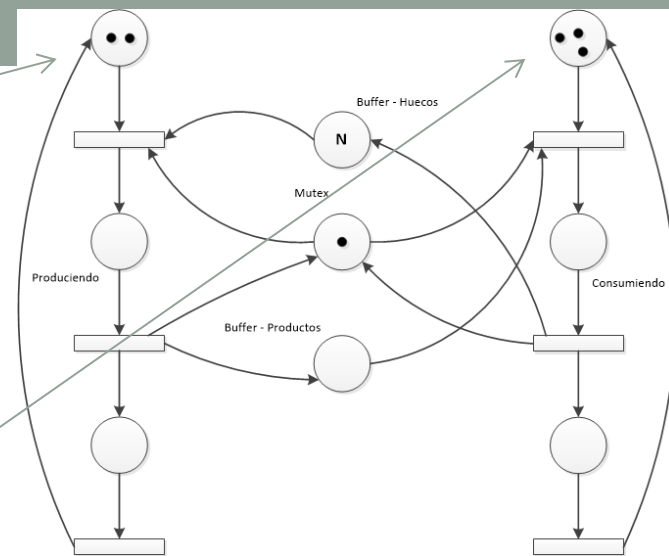 Buffer - Huecos
N
Mutex
Produciendo
Consumiendo
Buffer - Productos